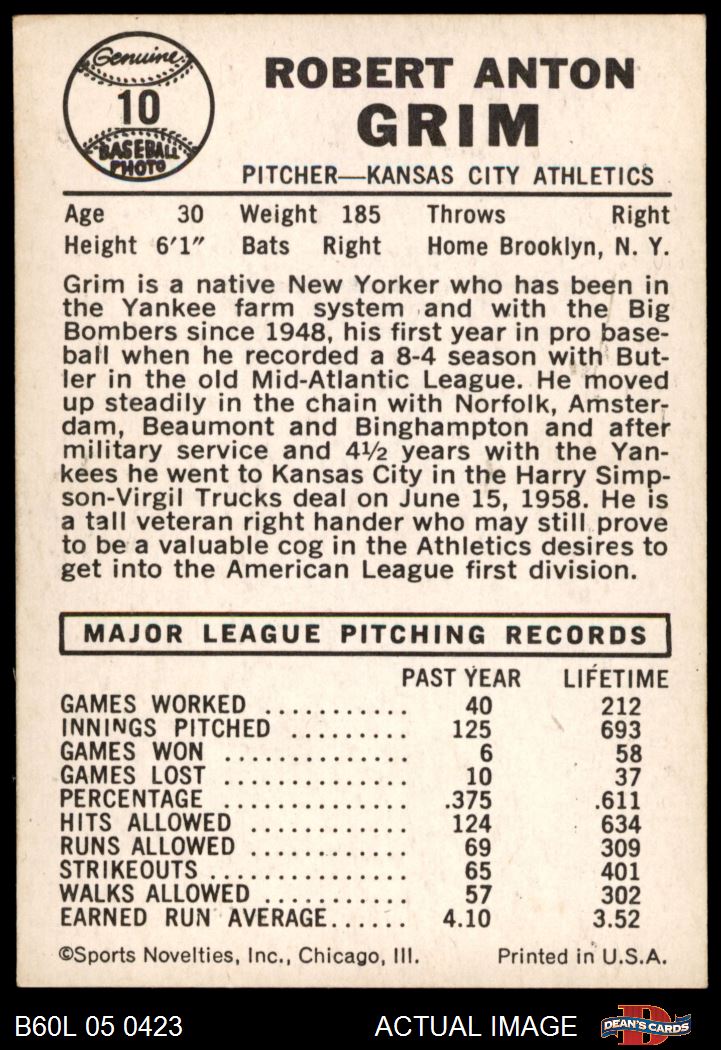 Genuine
10
BASEBALL
PHOTO
ROBERT ANTON
GRIM
PITCHER—KANSAS CITY ATHLETICS
Age 30 Weight 185 Throws Right
Height 6'1" Bats Right Home Brooklyn, N. Y.
Grim is a native New Yorker who has been in
the Yankee farm system and with the Big
Bombers since 1948, his first year in pro base-
ball when he recorded a 8-4 season with But-
ler in the old Mid-Atlantic League. He moved
up steadily in the chain with Norfolk, Amster-
dam, Beaumont and Binghampton and after
military service and 4½ years with the Yan-
kees he went to Kansas City in the Harry Simp-
son-Virgil Trucks deal on June 15, 1958. He is
a tall veteran right hander who may still prove
to be a valuable cog in the Athletics desires to
get into the American League first division.
MAJOR LEAGUE PITCHING RECORDS
PAST YEAR LIFETIME
GAMES WORKED ........... 40 212
INNINGS PITCHED ......... 125 693
GAMES WON .............. 6 58
GAMES LOST .............. 10 37
PERCENTAGE .............. .375 .611
HITS ALLOWED ............ 124 634
RUNS ALLOWED ............ 69 309
STRIKEOUTS ............... 65 401
WALKS ALLOWED ........... 57 302
EARNED RUN AVERAGE...... 4.10 3.52
©Sports Novelties, Inc., Chicago, Ill. Printed in U.S.A.
B60L 05 0423 ACTUAL IMAGE DEAN'S CARDS